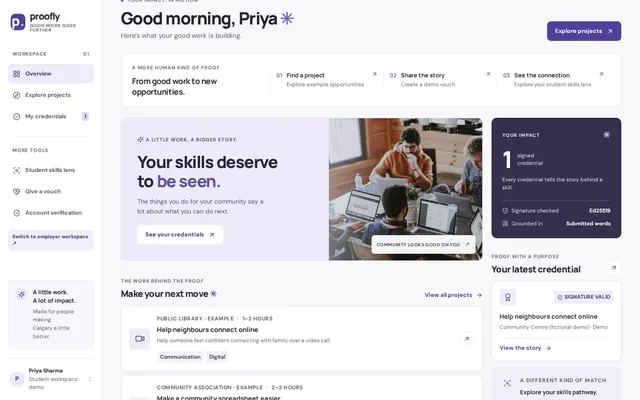 proofly
GOOD WORK GOES
FURTHER
WORKSPACE 01
Overview
Explore projects
My credentials 1
MORE TOOLS
Student skills lens
Give a vouch
Account verification
Switch to employer workspace ↗
A little work.
A lot of impact.
Made for people
making
Calgary a little
better.
P Priya Sharma
Student workspace ·
demo
YOUR IMPACT, IN MOTION
Good morning, Priya
Here's what your good work is building.
Explore projects ↗
A MORE HUMAN KIND OF PROOF
From good work to new
opportunities.
01 Find a project ↗
Explore example opportunities
02 Share the story ↗
Create a demo vouch
03 See the connection ↗
Explore your student skills lens
A LITTLE WORK. A BIGGER STORY.
Your skills deserve
to be seen.
The things you do for your community say a
lot about what you can do next.
See your credentials ↗
COMMUNITY LOOKS GOOD ON YOU ↗
YOUR IMPACT
1 signed
credential
Every credential tells the story behind a
skill.
Signature checked Ed25519
Grounded in Submitted words
THE WORK BEHIND THE PROOF
Make your next move
View all projects →
PUBLIC LIBRARY · EXAMPLE · 1–2 HOURS
Help neighbours connect online
Help someone feel confident connecting with family over a video call.
Communication Digital
COMMUNITY ASSOCIATION · EXAMPLE · 2–3 HOURS
Make a community spreadsheet easier
PROOF WITH A PURPOSE
Your latest credential
SIGNATURE VALID
Help neighbours connect online
Community Centre (fictional demo) · Demo
View the story →
A DIFFERENT KIND OF MATCH
Explore your skills pathway.